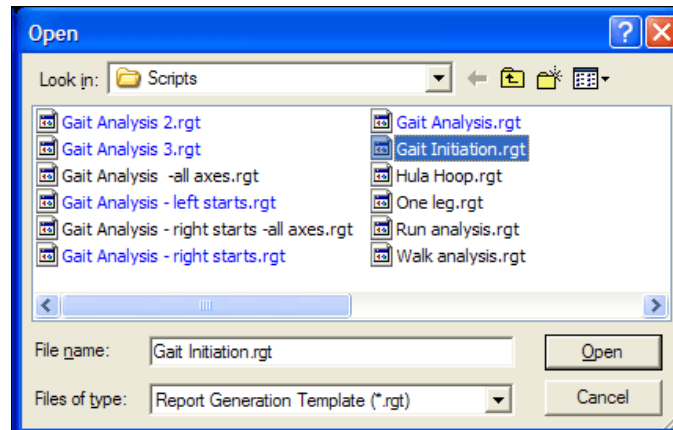 Open
Look in: Scripts
Gait Analysis 2.rgt
Gait Analysis 3.rgt
Gait Analysis  -all axes.rgt
Gait Analysis - left starts.rgt
Gait Analysis - right starts -all axes.rgt
Gait Analysis - right starts.rgt
Gait Analysis.rgt
Gait Initiation.rgt
Hula Hoop.rgt
One leg.rgt
Run analysis.rgt
Walk analysis.rgt
File name: Gait Initiation.rgt Open
Files of type: Report Generation Template (*.rgt) Cancel